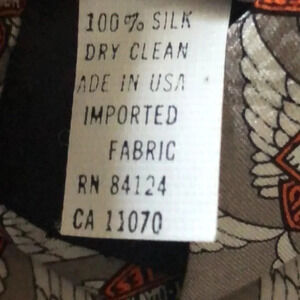 100% SILK
DRY CLEAN
ADE IN USA
IMPORTED
FABRIC
RN 84124
CA 11070